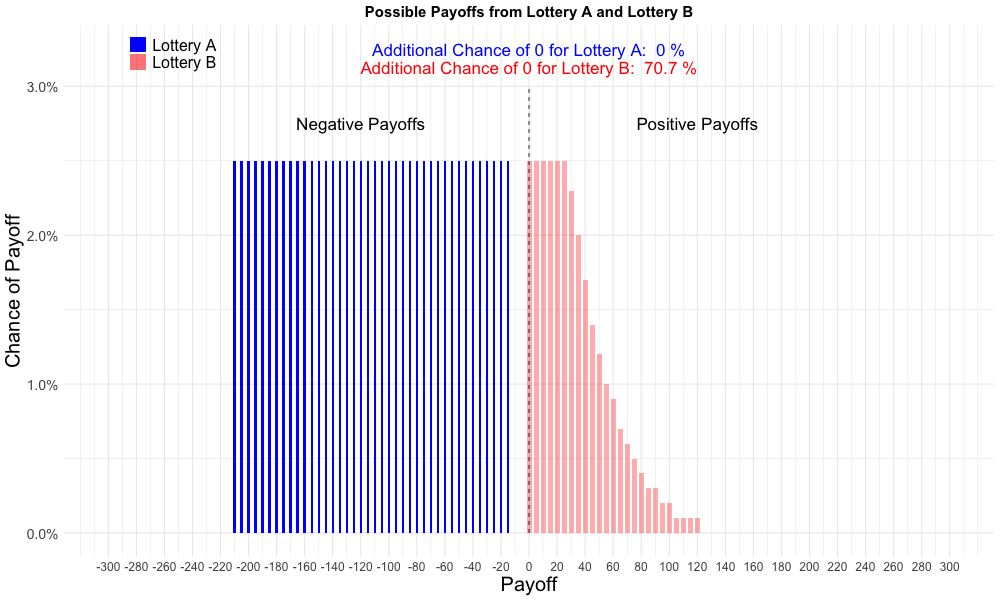 Possible Payoffs from Lottery A and Lottery B
Lottery A
Lottery B
Additional Chance of 0 for Lottery A:  0 %
Additional Chance of 0 for Lottery B:  70.7 %
Negative Payoffs
Positive Payoffs
3.0%
2.0%
1.0%
0.0%
Chance of Payoff
-300 -280 -260 -240 -220 -200 -180 -160 -140 -120 -100 -80 -60 -40 -20 0 20 40 60 80 100 120 140 160 180 200 220 240 260 280 300
Payoff